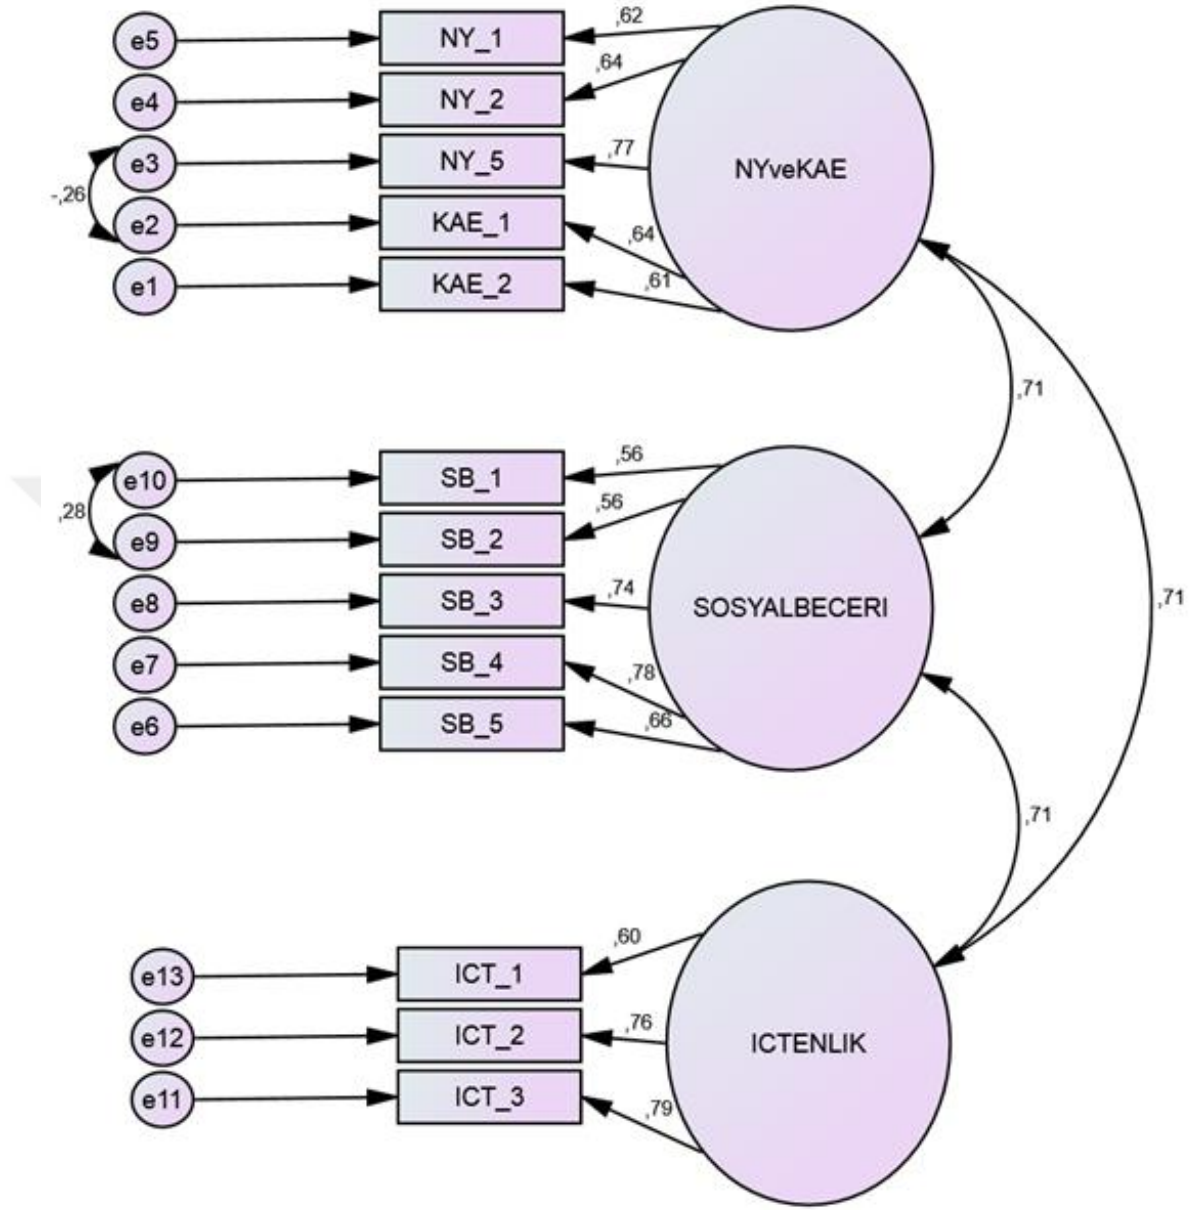 e5 NY_1 ,62
e4 NY_2 ,64
e3 NY_5 ,77 NYveKAE
-,26
e2 KAE_1 ,64
e1 KAE_2 ,61
,71
e10 SB_1 ,56
,28
e9 SB_2 ,56
e8 SB_3 ,74 SOSYALBECERI ,71
e7 SB_4 ,78
e6 SB_5 ,66
,71
e13 ICT_1 ,60
e12 ICT_2 ,76 ICTENLIK
e11 ICT_3 ,79